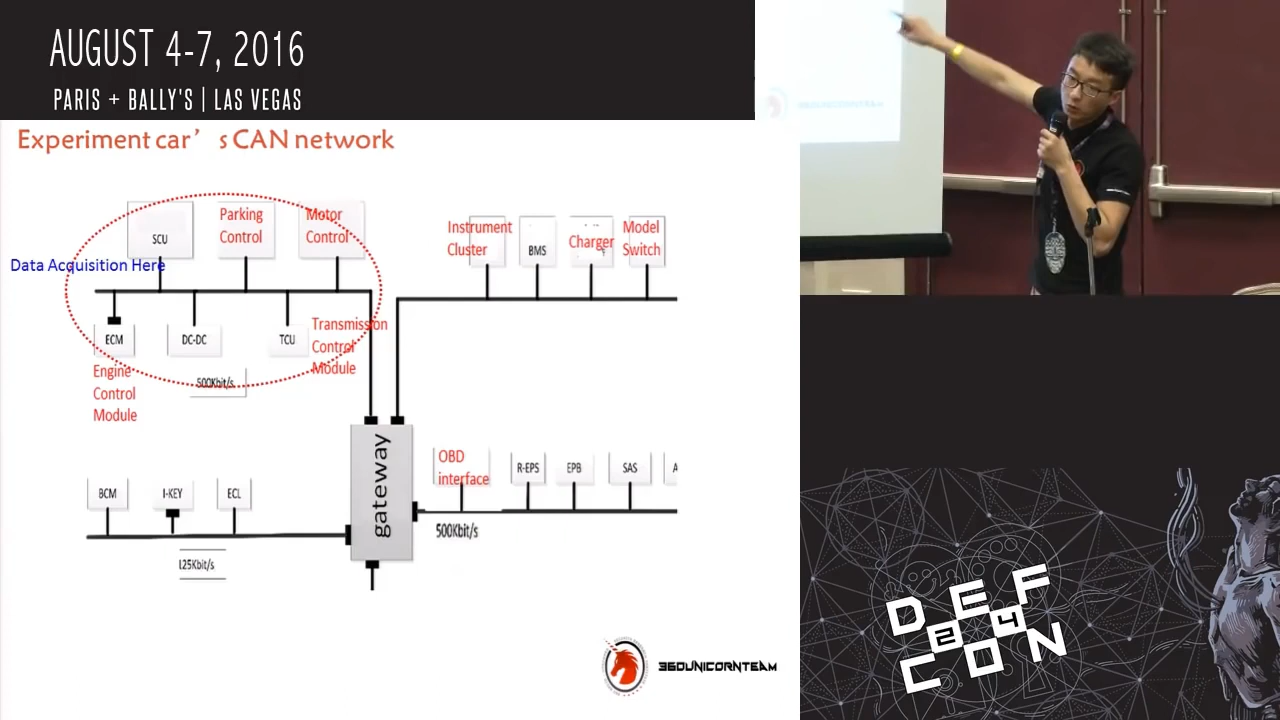 AUGUST 4-7, 2016
PARIS + BALLY'S | LAS VEGAS
Experiment car's CAN network
SCU
Parking
Control
Motor
Control
Data Acquisition Here
ECM
DC-DC
TCU
Engine
Control
Module
Transmission
Control
Module
500Kbit/s
Instrument
Cluster
BMS
Charger
Model
Switch
gateway
BCM
I-KEY
ECL
125Kbit/s
OBD
interface
R-EPS
EPB
SAS
A
500Kbit/s
360UNICORNTEAM
DEF
24
CON